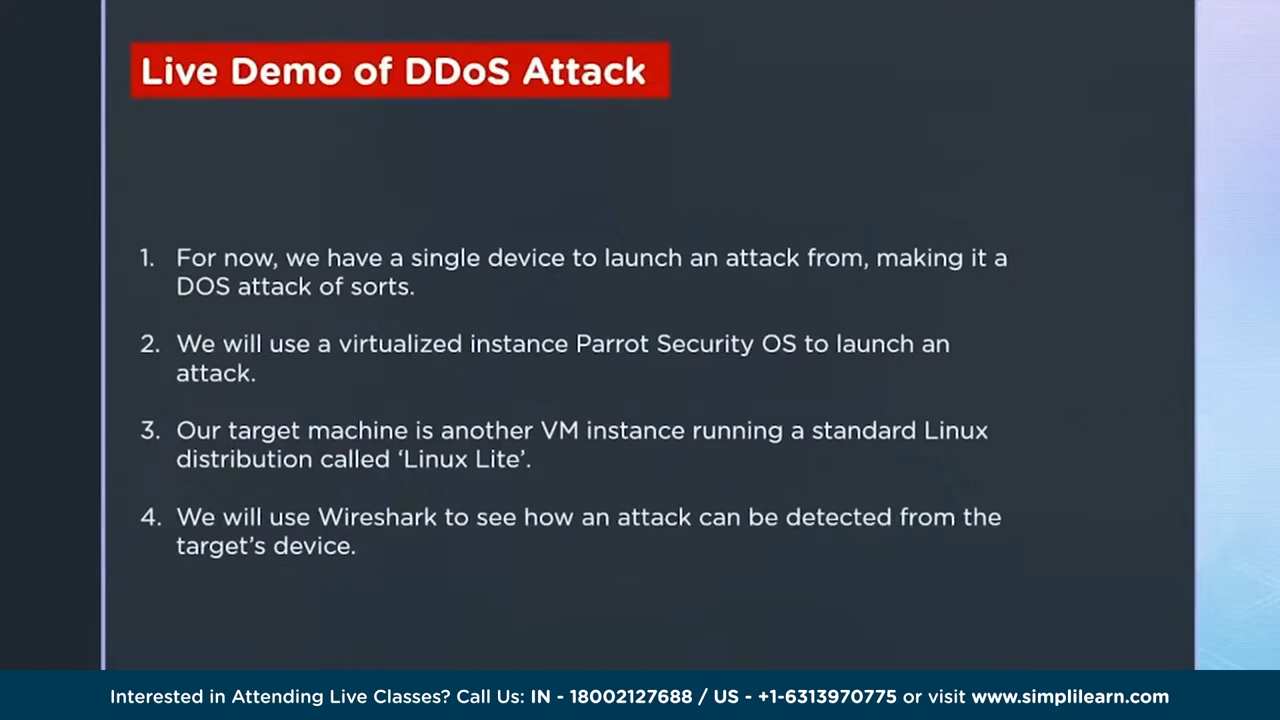 Live Demo of DDoS Attack
1. For now, we have a single device to launch an attack from, making it a
DOS attack of sorts.
2. We will use a virtualized instance Parrot Security OS to launch an
attack.
3. Our target machine is another VM instance running a standard Linux
distribution called ‘Linux Lite’.
4. We will use Wireshark to see how an attack can be detected from the
target’s device.
Interested in Attending Live Classes? Call Us: IN - 18002127688 / US - +1-6313970775 or visit www.simplilearn.com